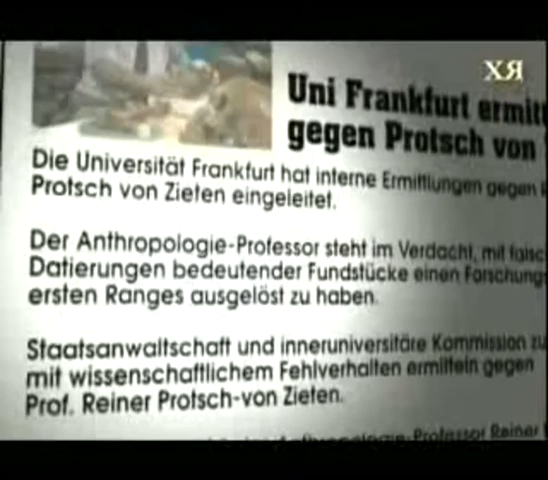 ХЯ
Uni Frankfurt
gegen Protsch von
Die Universität Frankfurt hat interne Ermittlungen gegen
Protsch von Zieten eingeleitet.
Der Anthropologie-Professor steht im Verdacht, mit
Datierungen bedeutender Fundstücke einen
ersten Ranges ausgelöst zu haben.
Staatsanwaltschaft und inneruniversitäre Kommission
mit wissenschaftlichem Fehlverhalten ermitteln gegen
Prof. Reiner Protsch-von Zieten.
Reiner